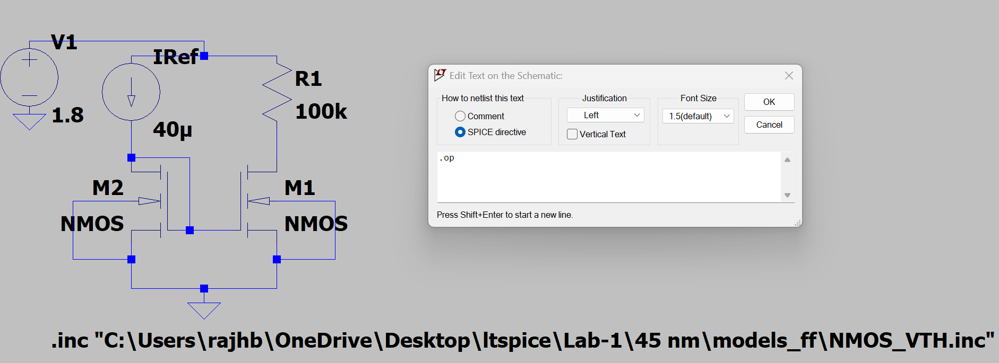 V1
1.8
IRef
40µ
R1
100k
M2
NMOS
M1
NMOS
.inc "C:\Users\rajhb\OneDrive\Desktop\ltspice\Lab-1\45 nm\models_ff\NMOS_VTH.inc"
Edit Text on the Schematic:
How to netlist this text
Comment
SPICE directive
Justification
Left
Vertical Text
Font Size
1.5(default)
OK
Cancel
.op
Press Shift+Enter to start a new line.